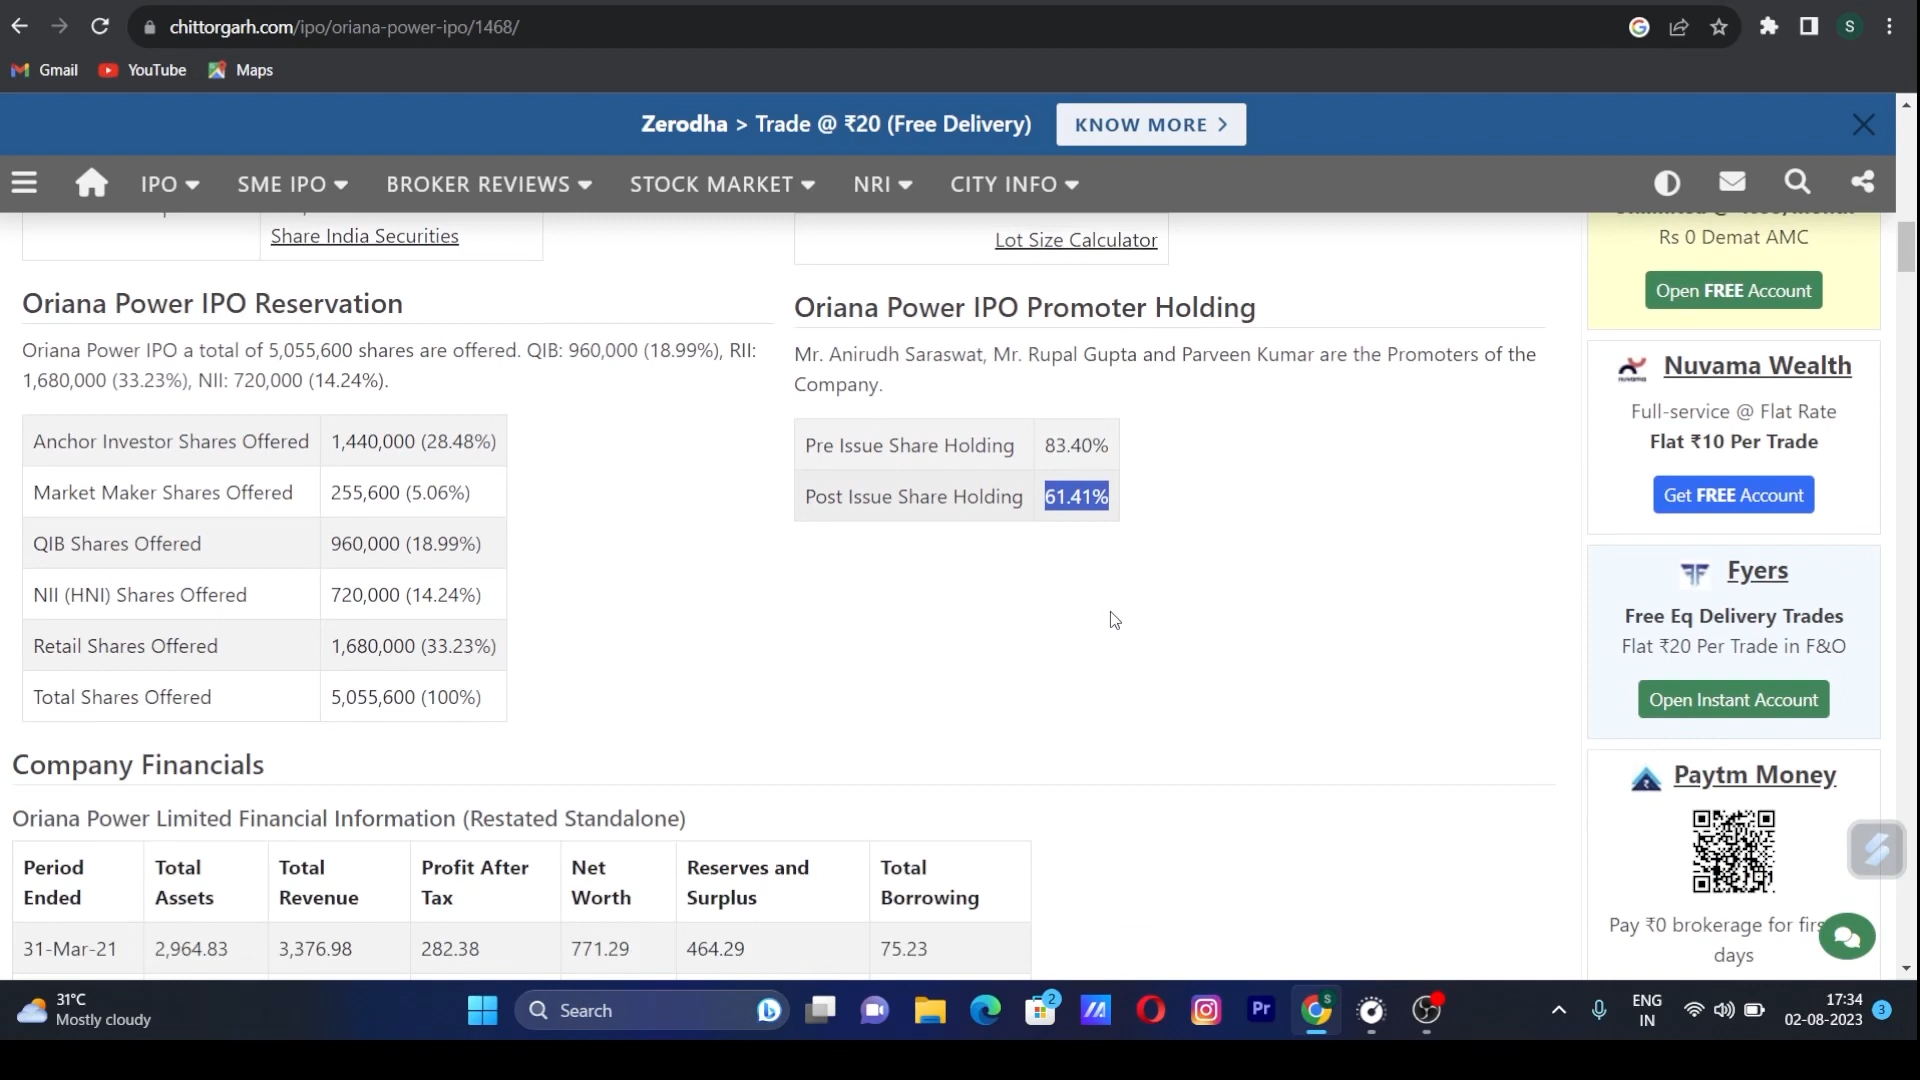 chittorgarh.com/ipo/oriana-power-ipo/1468/
S
Gmail YouTube Maps
Zerodha > Trade @ ₹20 (Free Delivery) KNOW MORE
IPO SME IPO BROKER REVIEWS STOCK MARKET NRI CITY INFO
Share India Securities
Lot Size Calculator
Oriana Power IPO Reservation
Oriana Power IPO a total of 5,055,600 shares are offered. QIB: 960,000 (18.99%), RII:
1,680,000 (33.23%), NII: 720,000 (14.24%).
Anchor Investor Shares Offered 1,440,000 (28.48%)
Market Maker Shares Offered 255,600 (5.06%)
QIB Shares Offered 960,000 (18.99%)
NII (HNI) Shares Offered 720,000 (14.24%)
Retail Shares Offered 1,680,000 (33.23%)
Total Shares Offered 5,055,600 (100%)
Oriana Power IPO Promoter Holding
Mr. Anirudh Saraswat, Mr. Rupal Gupta and Parveen Kumar are the Promoters of the
Company.
Pre Issue Share Holding 83.40%
Post Issue Share Holding 61.41%
Company Financials
Oriana Power Limited Financial Information (Restated Standalone)
Period Ended Total Assets Total Revenue Profit After Tax Net Worth Reserves and Surplus Total Borrowing
31-Mar-21 2,964.83 3,376.98 282.38 771.29 464.29 75.23
Rs 0 Demat AMC
Open FREE Account
Nuvama Wealth
Full-service @ Flat Rate
Flat ₹10 Per Trade
Get FREE Account
Fyers
Free Eq Delivery Trades
Flat ₹20 Per Trade in F&O
Open Instant Account
Paytm Money
Pay ₹0 brokerage for firs
days
31°C
Mostly cloudy
Search
2
Pr
S
ENG
IN
17:34
02-08-2023
3